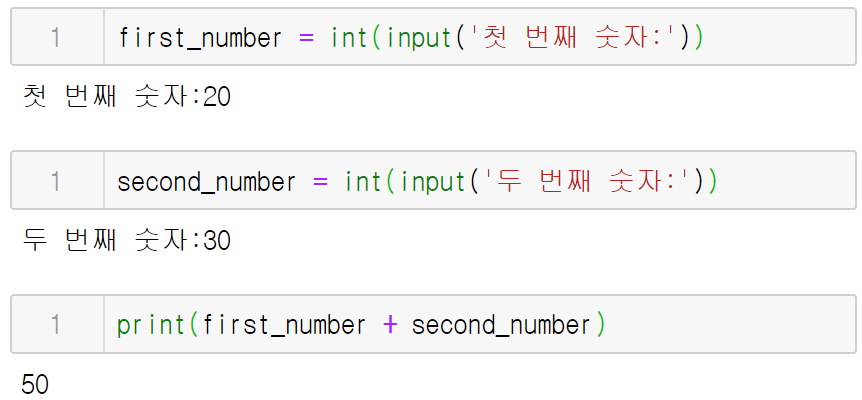 1 first_number = int(input('첫 번째 숫자:'))
첫 번째 숫자:20
1 second_number = int(input('두 번째 숫자:'))
두 번째 숫자:30
1 print(first_number + second_number)
50